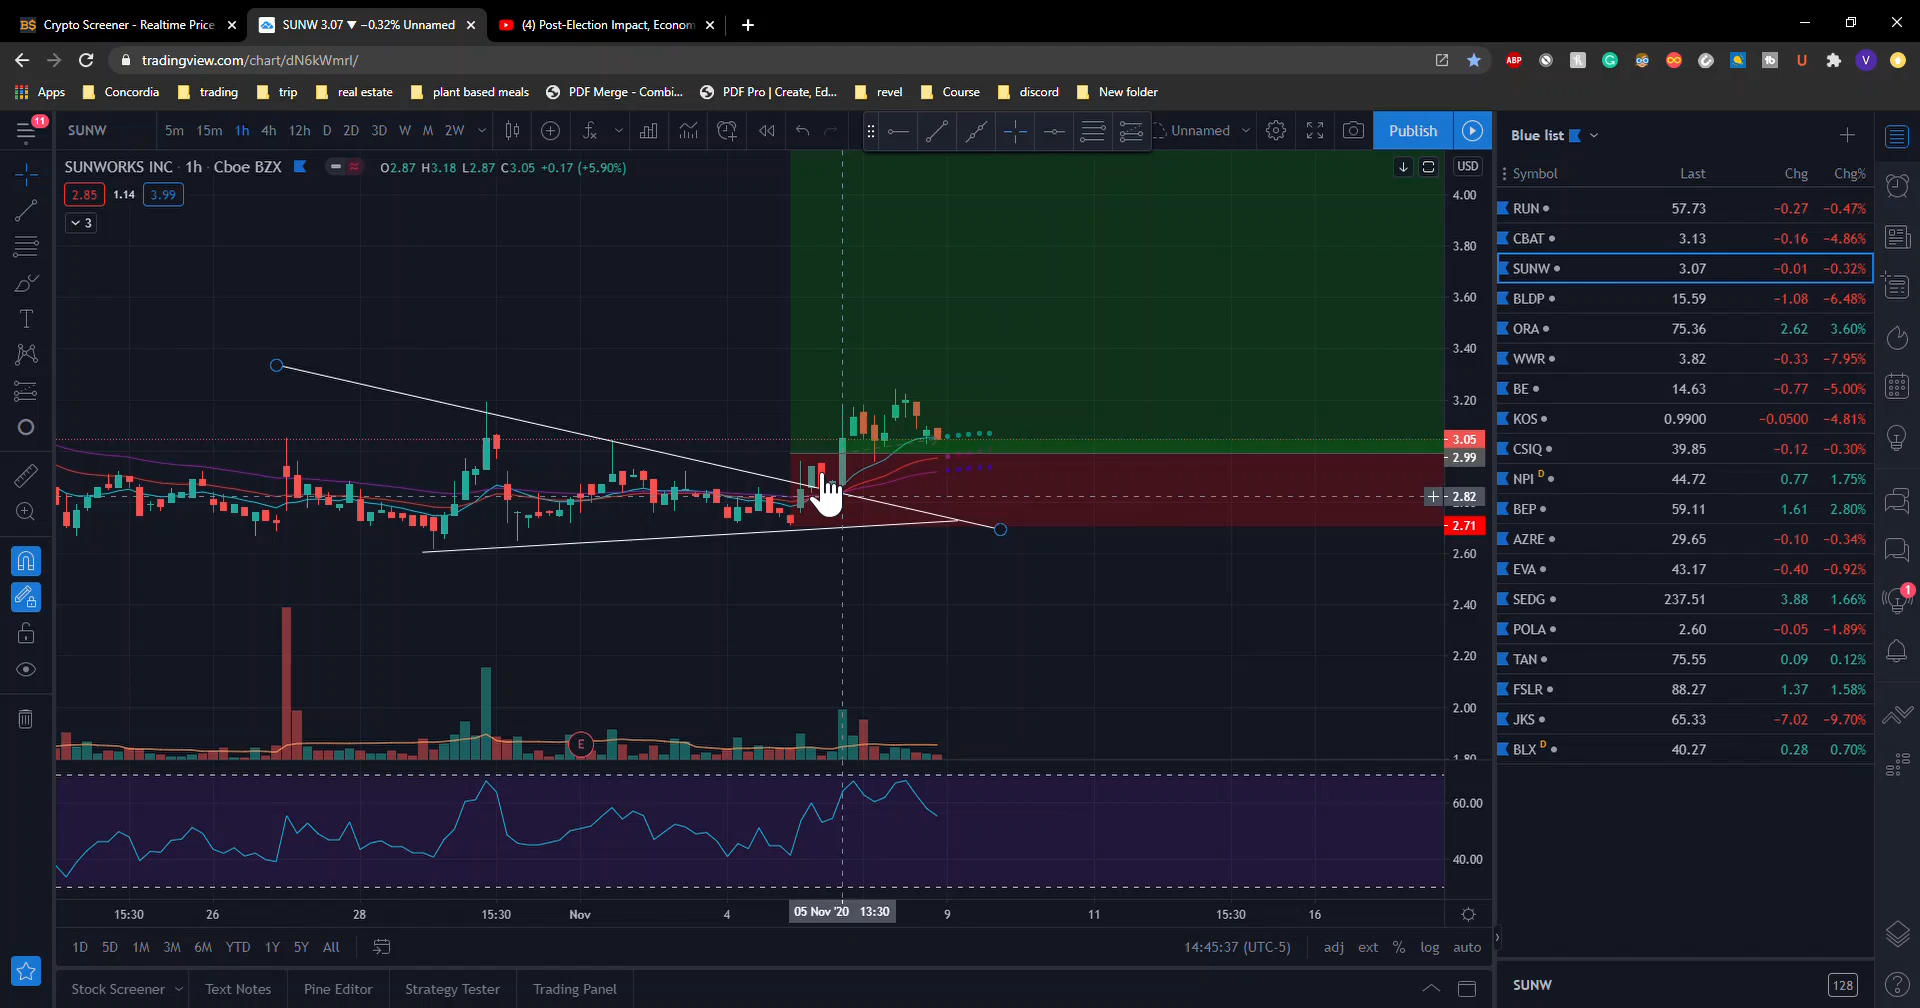 Crypto Screener - Realtime Price
SUNW 3.07 ▼ −0.32% Unnamed
(4) Post-Election Impact, Econom
tradingview.com/chart/dN6kWmrl/
ABP
V
Apps Concordia trading trip real estate plant based meals PDF Merge - Combi... PDF Pro | Create, Ed... revel Course discord New folder
11
SUNW 5m 15m 1h 4h 12h D 2D 3D W M 2W Unnamed Publish
SUNWORKS INC · 1h · Cboe BZX O2.87 H3.18 L2.87 C3.05 +0.17 (+5.90%)
2.85 1.14 3.99
3
USD
4.00
3.80
3.60
3.40
3.20
3.05
2.99
2.82
2.71
2.60
2.40
2.20
2.00
1.80
E
60.00
40.00
15:30 26 28 15:30 Nov 4 05 Nov '20 13:30 9 11 15:30 16
1D 5D 1M 3M 6M YTD 1Y 5Y All 14:45:37 (UTC-5) adj ext % log auto
Stock Screener Text Notes Pine Editor Strategy Tester Trading Panel
Blue list
Symbol Last Chg Chg%
RUN 57.73 −0.27 −0.47%
CBAT 3.13 −0.16 −4.86%
SUNW 3.07 −0.01 −0.32%
BLDP 15.59 −1.08 −6.48%
ORA 75.36 2.62 3.60%
WWR 3.82 −0.33 −7.95%
BE 14.63 −0.77 −5.00%
KOS 0.9900 −0.0500 −4.81%
CSIQ 39.85 −0.12 −0.30%
NPI D 44.72 0.77 1.75%
BEP 59.11 1.61 2.80%
AZRE 29.65 −0.10 −0.34%
EVA 43.17 −0.40 −0.92%
SEDG 237.51 3.88 1.66%
POLA 2.60 −0.05 −1.89%
TAN 75.55 0.09 0.12%
FSLR 88.27 1.37 1.58%
JKS 65.33 −7.02 −9.70%
BLX D 40.27 0.28 0.70%
1
SUNW 128